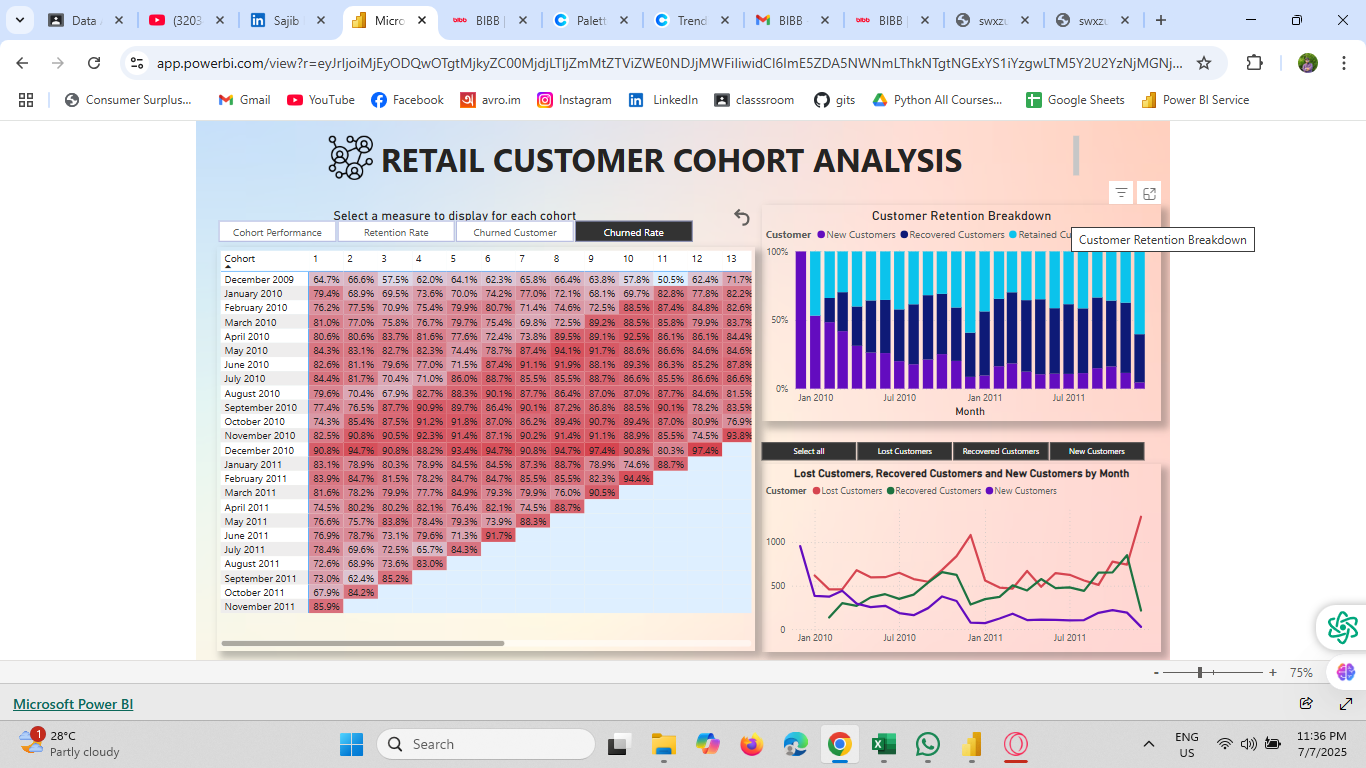 Data A
(3203
Sajib
Micro
BIBB |
Palett
Trend
BIBB
BIBB |
swxzu
swxzu
app.powerbi.com/view?r=eyJrIjoiMjEyODQwOTgtMjkyZC00MjdjLTljZmMtZTViZWE0NDJjMWFiIiwidCI6ImE5ZDA5NWNmLThkNTgtNGExYS1iYzgwLTM5Y2U2YzNjMGNj...
Consumer Surplus...
Gmail
YouTube
Facebook
avro.im
Instagram
LinkedIn
classsroom
gits
Python All Courses...
Google Sheets
Power BI Service
RETAIL CUSTOMER COHORT ANALYSIS
Select a measure to display for each cohort
Cohort Performance
Retention Rate
Churned Customer
Churned Rate
Cohort 1 2 3 4 5 6 7 8 9 10 11 12 13
December 2009 64.7% 66.6% 57.5% 62.0% 64.1% 62.3% 65.8% 66.4% 63.8% 57.8% 50.5% 62.4% 71.7%
January 2010 79.4% 68.9% 69.5% 73.6% 70.0% 74.2% 77.0% 72.1% 68.1% 69.7% 82.8% 77.8% 82.2%
February 2010 76.2% 77.5% 70.9% 75.4% 79.9% 80.7% 71.4% 74.6% 72.5% 88.5% 87.4% 84.8% 82.6%
March 2010 81.0% 77.0% 75.8% 76.7% 79.7% 75.4% 69.8% 72.5% 89.2% 88.5% 85.8% 79.9% 83.7%
April 2010 80.6% 80.6% 83.7% 81.6% 77.6% 72.4% 73.8% 89.5% 89.1% 92.5% 86.1% 86.1% 84.4%
May 2010 84.3% 83.1% 82.7% 82.3% 74.4% 78.7% 87.4% 94.1% 91.7% 88.6% 86.6% 84.6% 84.6%
June 2010 82.6% 81.1% 79.6% 77.0% 71.5% 87.4% 91.1% 91.9% 88.1% 89.3% 86.3% 85.2% 87.8%
July 2010 84.4% 81.7% 70.4% 71.0% 86.0% 88.7% 85.5% 85.5% 88.7% 86.6% 85.5% 86.6% 86.6%
August 2010 79.6% 70.4% 67.9% 82.7% 88.3% 90.1% 87.7% 86.4% 87.0% 87.0% 87.7% 84.6% 81.5%
September 2010 77.4% 76.5% 87.7% 90.9% 89.7% 86.4% 90.1% 87.2% 86.8% 88.5% 90.1% 78.2% 83.5%
October 2010 74.3% 85.4% 87.5% 91.2% 91.8% 87.0% 86.2% 89.4% 90.7% 89.4% 87.0% 80.9% 76.9%
November 2010 82.5% 90.8% 90.5% 92.3% 91.4% 87.1% 90.2% 91.4% 91.1% 88.9% 85.5% 74.5% 93.8%
December 2010 90.8% 94.7% 90.8% 88.2% 93.4% 94.7% 90.8% 94.7% 97.4% 90.8% 80.3% 97.4%
January 2011 83.1% 78.9% 80.3% 78.9% 84.5% 84.5% 87.3% 88.7% 78.9% 74.6% 88.7%
February 2011 83.9% 84.7% 81.5% 78.2% 84.7% 84.7% 85.5% 85.5% 82.3% 94.4%
March 2011 81.6% 78.2% 79.9% 77.7% 84.9% 79.3% 79.9% 76.0% 90.5%
April 2011 74.5% 80.2% 80.2% 82.1% 76.4% 82.1% 74.5% 88.7%
May 2011 76.6% 75.7% 83.8% 78.4% 79.3% 73.9% 88.3%
June 2011 76.9% 78.7% 73.1% 79.6% 71.3% 91.7%
July 2011 78.4% 69.6% 72.5% 65.7% 84.3%
August 2011 72.6% 68.9% 73.6% 83.0%
September 2011 73.0% 62.4% 85.2%
October 2011 67.9% 84.2%
November 2011 85.9%
Customer Retention Breakdown
Customer New Customers Recovered Customers Retained Cu
Customer Retention Breakdown
100%
50%
0%
Jan 2010 Jul 2010 Jan 2011 Jul 2011
Month
Select all
Lost Customers
Recovered Customers
New Customers
Lost Customers, Recovered Customers and New Customers by Month
Customer Lost Customers Recovered Customers New Customers
1000
500
0
Jan 2010 Jul 2010 Jan 2011 Jul 2011
- + 75%
Microsoft Power BI
1
28°C
Partly cloudy
Search
ENG
US
11:36 PM
7/7/2025